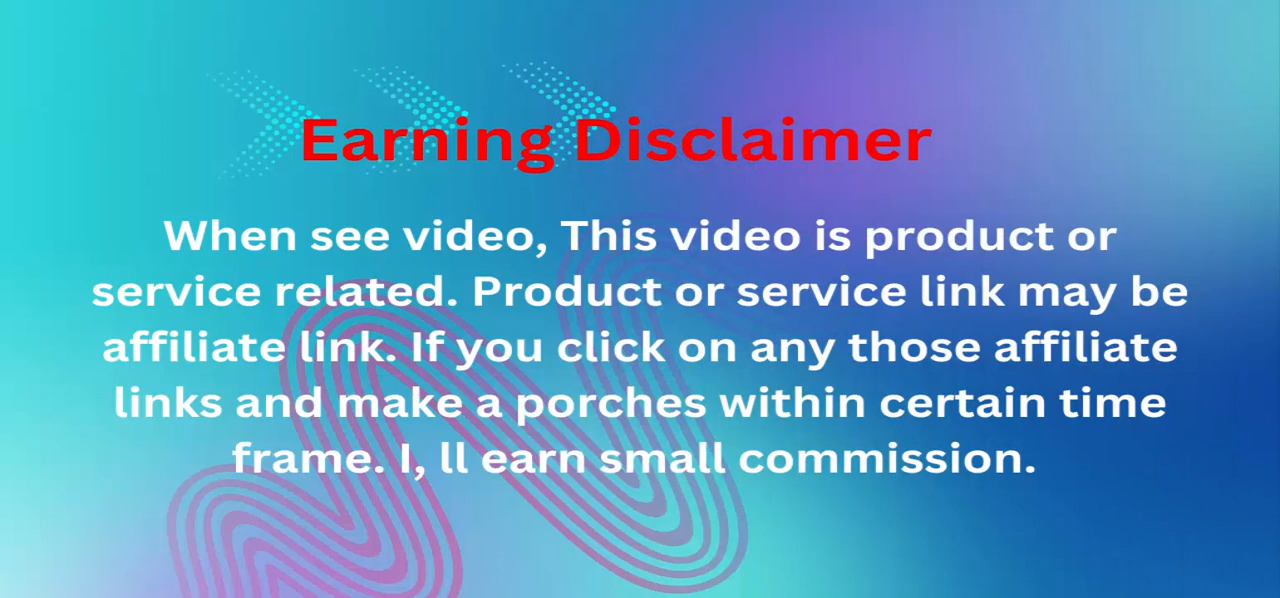 Earning Disclaimer
When see video, This video is product or
service related. Product or service link may be
affiliate link. If you click on any those affiliate
links and make a porches within certain time
frame. I, ll earn small commission.